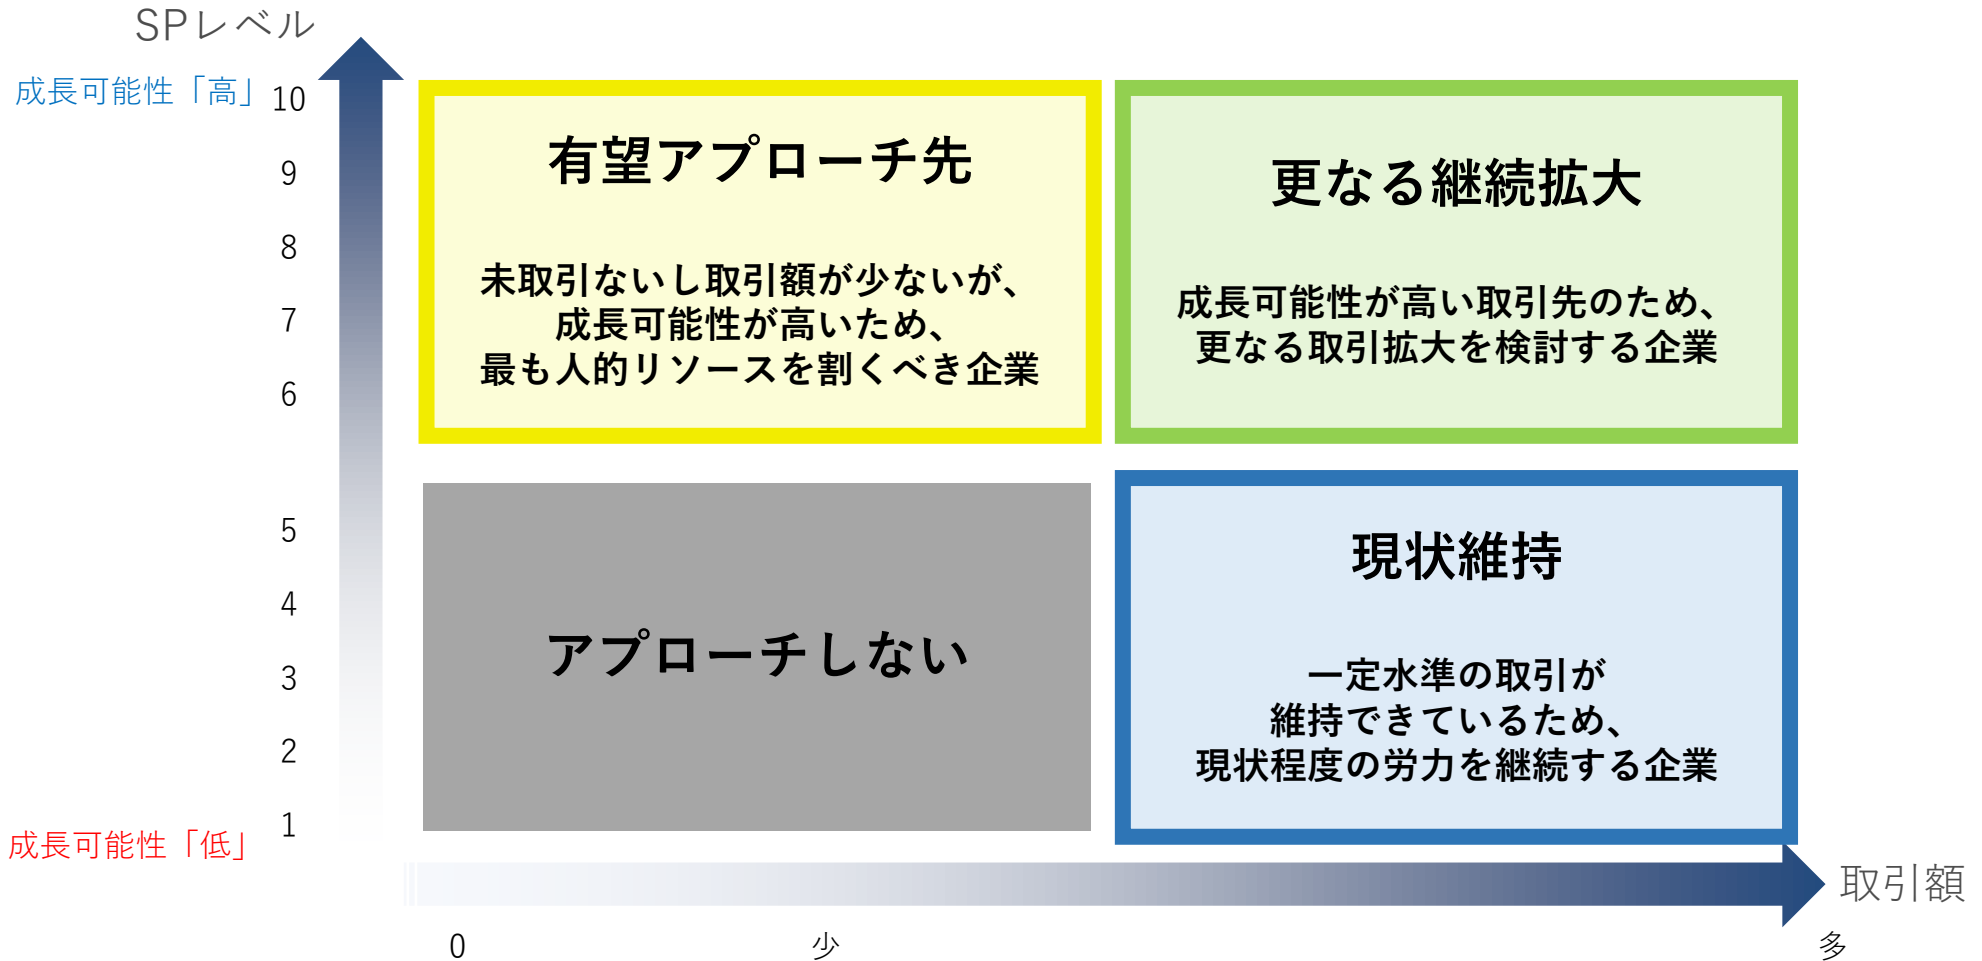 SPレベル
成長可能性「高」
10
9
8
7
6
5
4
3
2
1
成長可能性「低」
有望アプローチ先
未取引ないし取引額が少ないが、
成長可能性が高いため、
最も人的リソースを割くべき企業
更なる継続拡大
成長可能性が高い取引先のため、
更なる取引拡大を検討する企業
アプローチしない
現状維持
一定水準の取引が
維持できているため、
現状程度の労力を継続する企業
取引額
0
少
多